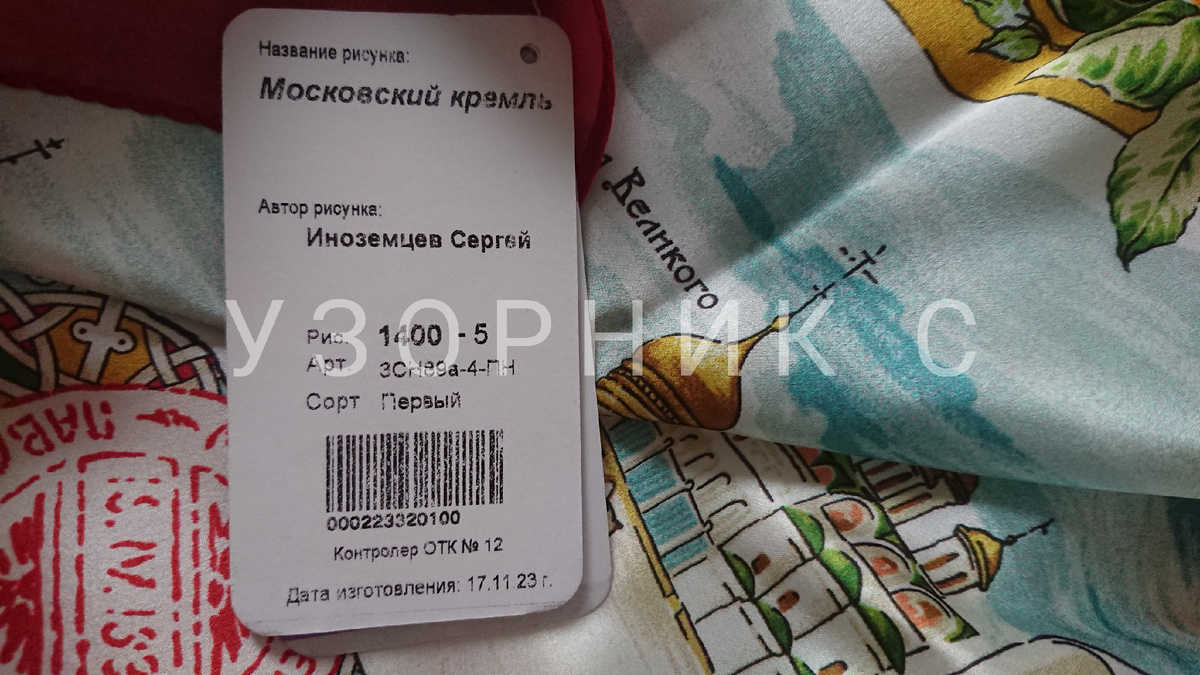 Название рисунка:
Московский кремль
Автор рисунка:
Иноземцев Сергей
Рис. 1400 - 5
Арт. 3СН89а-4-ПН
Сорт Первый
000223320100
Контролер ОТК № 12
Дата изготовления: 17.11.23 г.
Великого
УЗОРНИК С